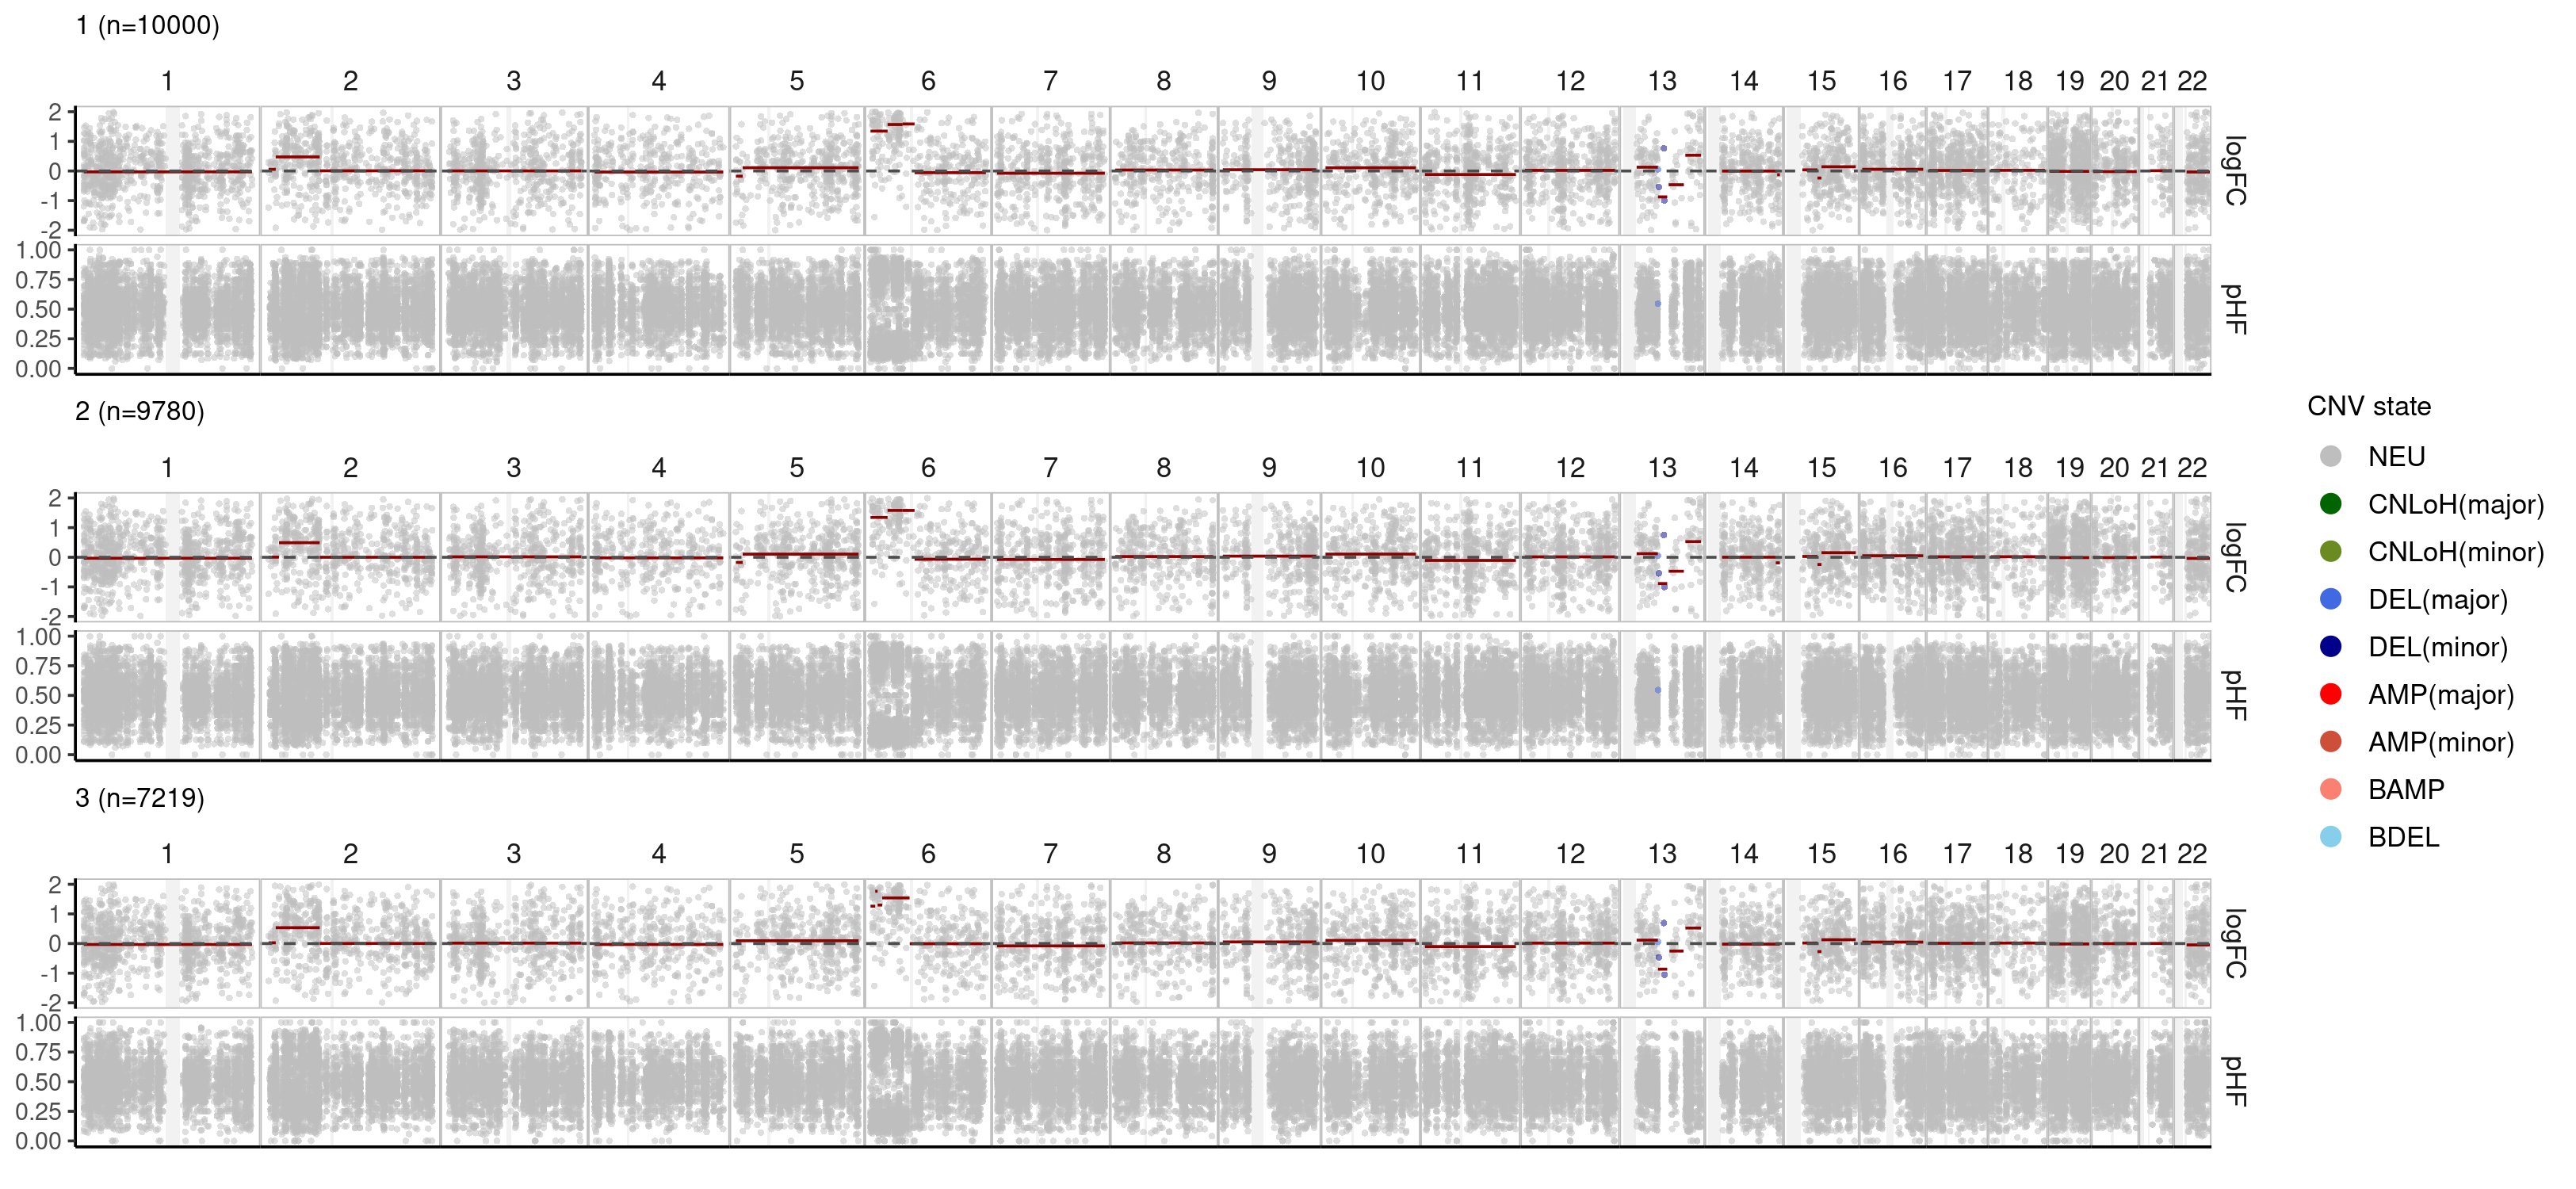 1 (n=10000)
1 2 3 4 5 6 7 8 9 10 11 12 13 14 15 16 17 18 19 20 21 22
2
1
0
-1
-2
logFC
1.00
0.75
0.50
0.25
0.00
pHF
2 (n=9780)
1 2 3 4 5 6 7 8 9 10 11 12 13 14 15 16 17 18 19 20 21 22
2
1
0
-1
-2
logFC
1.00
0.75
0.50
0.25
0.00
pHF
3 (n=7219)
1 2 3 4 5 6 7 8 9 10 11 12 13 14 15 16 17 18 19 20 21 22
2
1
0
-1
-2
logFC
1.00
0.75
0.50
0.25
0.00
pHF
CNV state
NEU
CNLoH(major)
CNLoH(minor)
DEL(major)
DEL(minor)
AMP(major)
AMP(minor)
BAMP
BDEL